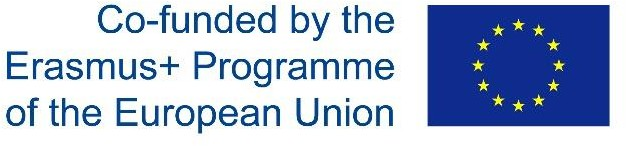 Co-funded by the
Erasmus+ Programme
of the European Union